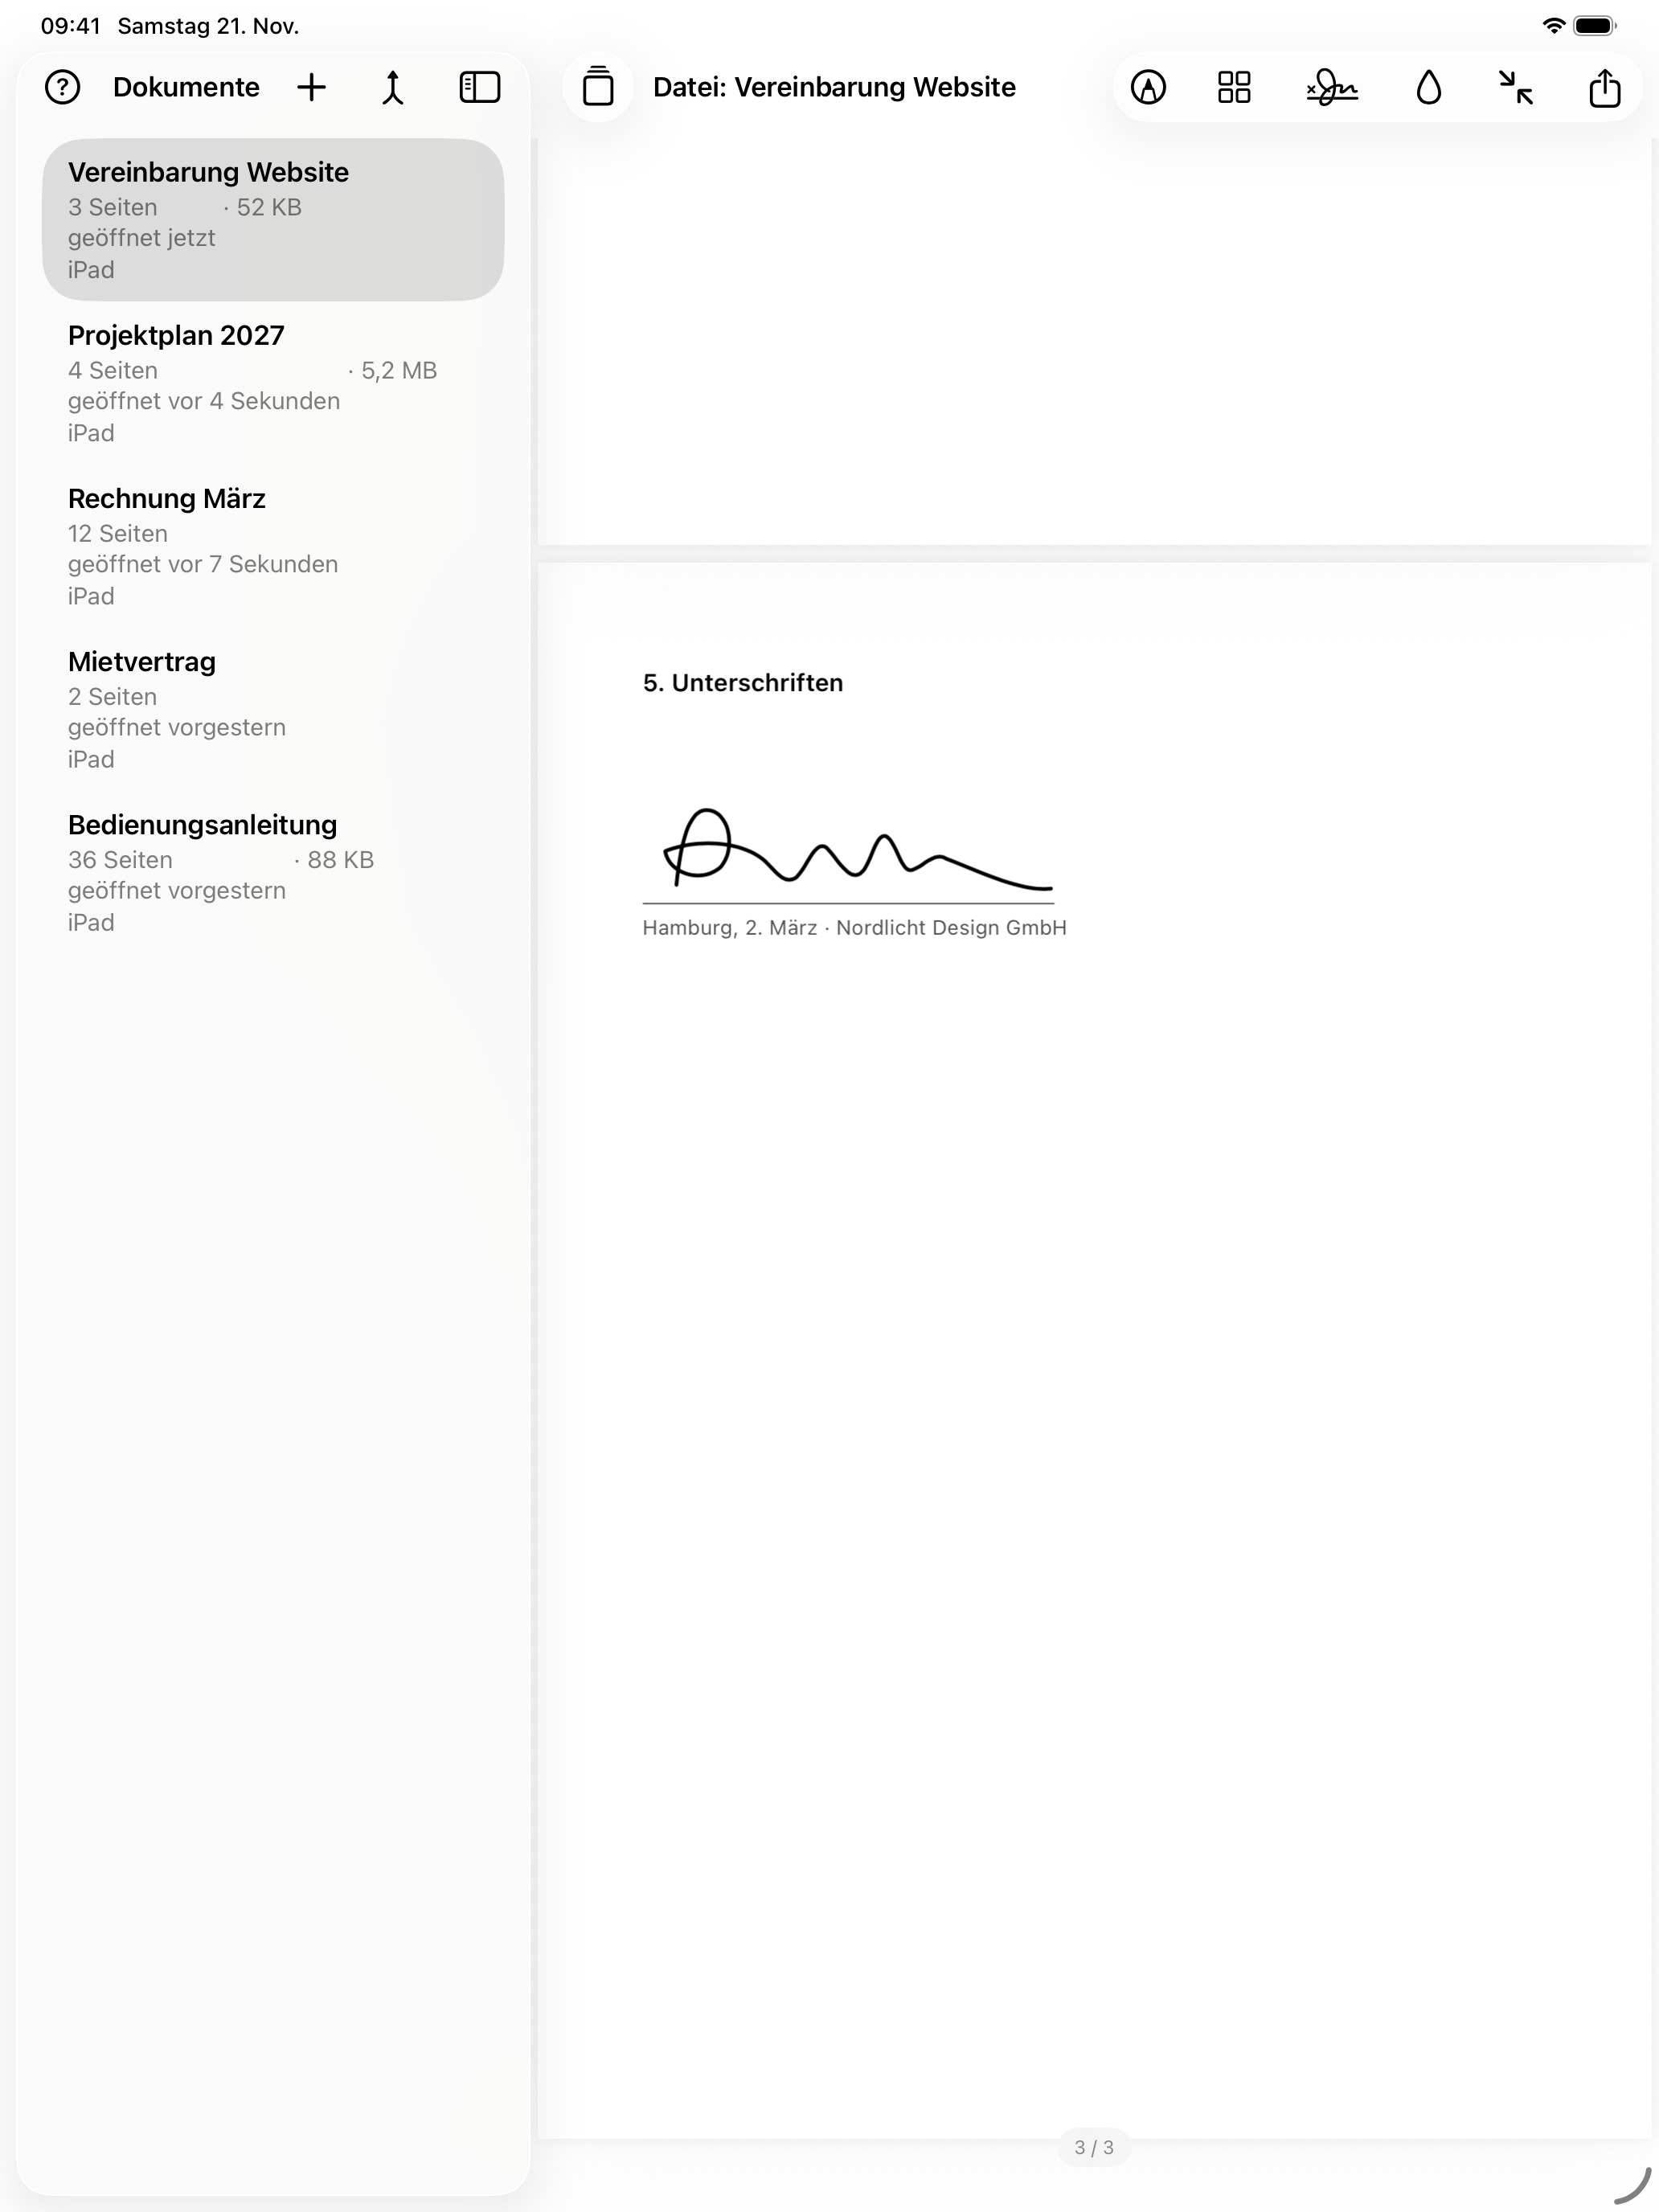 09:41 Samstag 21. Nov.
Dokumente
Vereinbarung Website
3 Seiten · 52 KB
geöffnet jetzt
iPad
Projektplan 2027
4 Seiten · 5,2 MB
geöffnet vor 4 Sekunden
iPad
Rechnung März
12 Seiten
geöffnet vor 7 Sekunden
iPad
Mietvertrag
2 Seiten
geöffnet vorgestern
iPad
Bedienungsanleitung
36 Seiten · 88 KB
geöffnet vorgestern
iPad
Datei: Vereinbarung Website
5. Unterschriften
Hamburg, 2. März · Nordlicht Design GmbH
3 / 3